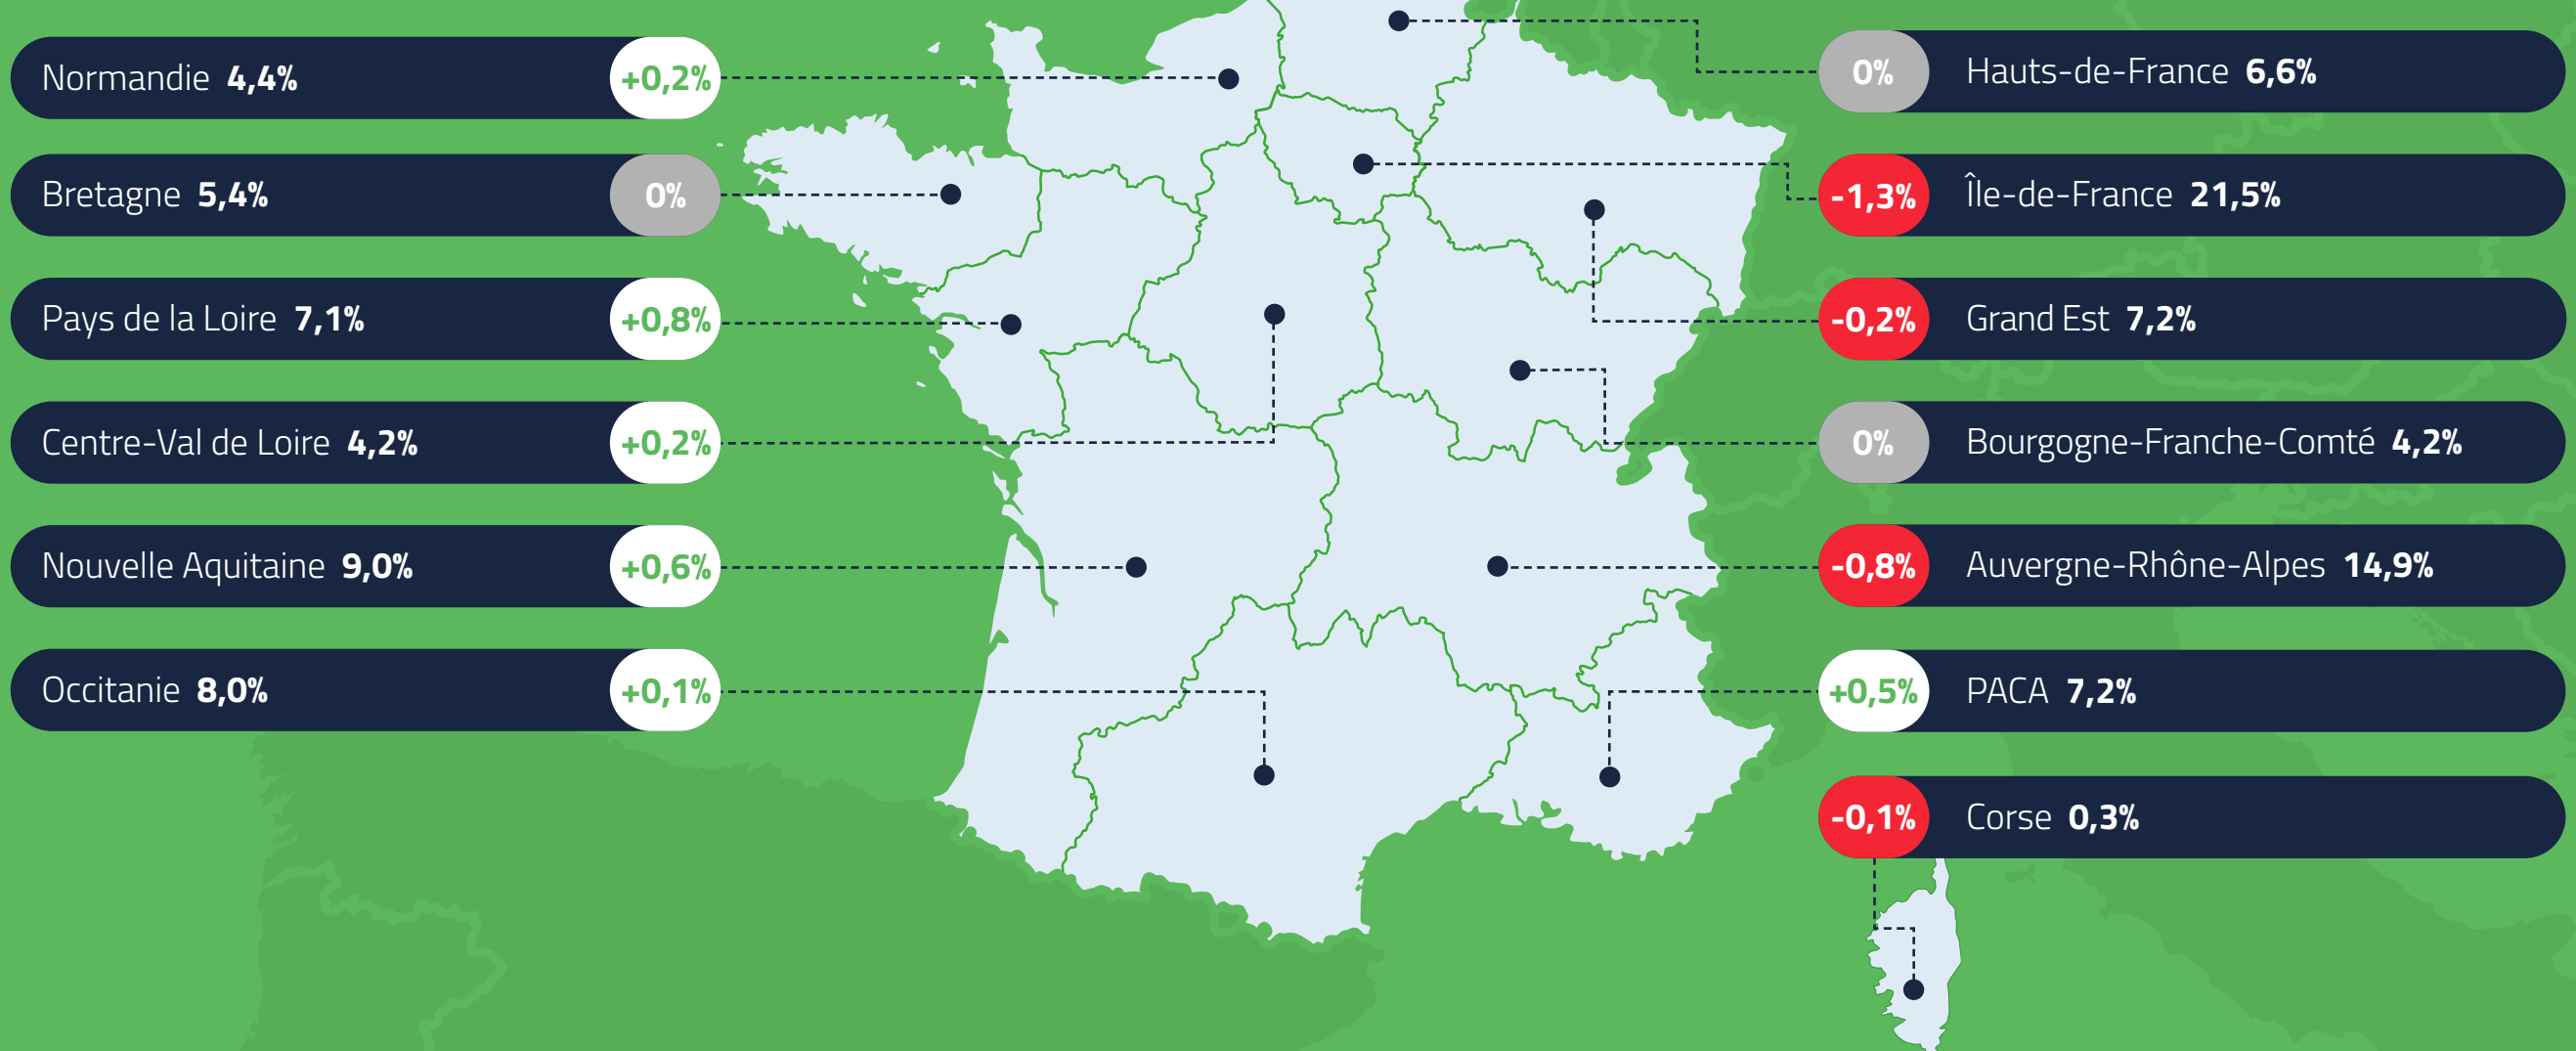 Normandie 4,4% +0,2%
Bretagne 5,4% 0%
Pays de la Loire 7,1% +0,8%
Centre-Val de Loire 4,2% +0,2%
Nouvelle Aquitaine 9,0% +0,6%
Occitanie 8,0% +0,1%
0% Hauts-de-France 6,6%
-1,3% Île-de-France 21,5%
-0,2% Grand Est 7,2%
0% Bourgogne-Franche-Comté 4,2%
-0,8% Auvergne-Rhône-Alpes 14,9%
+0,5% PACA 7,2%
-0,1% Corse 0,3%